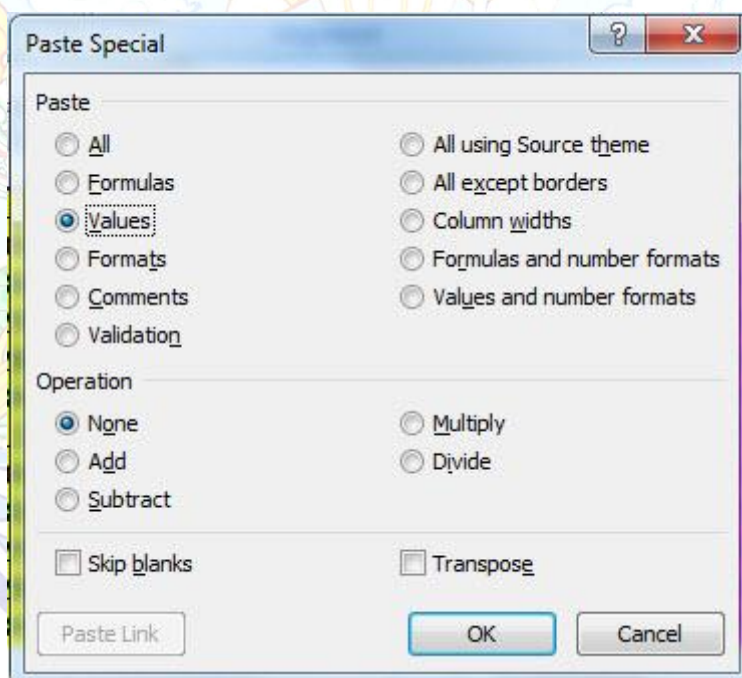 Paste Special
Paste
All
All using Source theme
Formulas
All except borders
Values
Column widths
Formats
Formulas and number formats
Comments
Values and number formats
Validation
Operation
None
Multiply
Add
Divide
Subtract
Skip blanks
Transpose
Paste Link
OK
Cancel